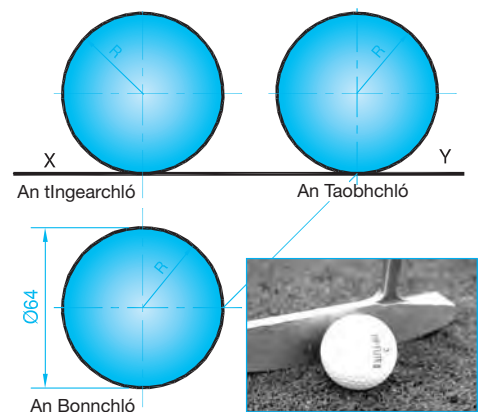 R
R
X
Y
An tIngearchló
An Taobhchló
R
Ø64
An Bonnchló